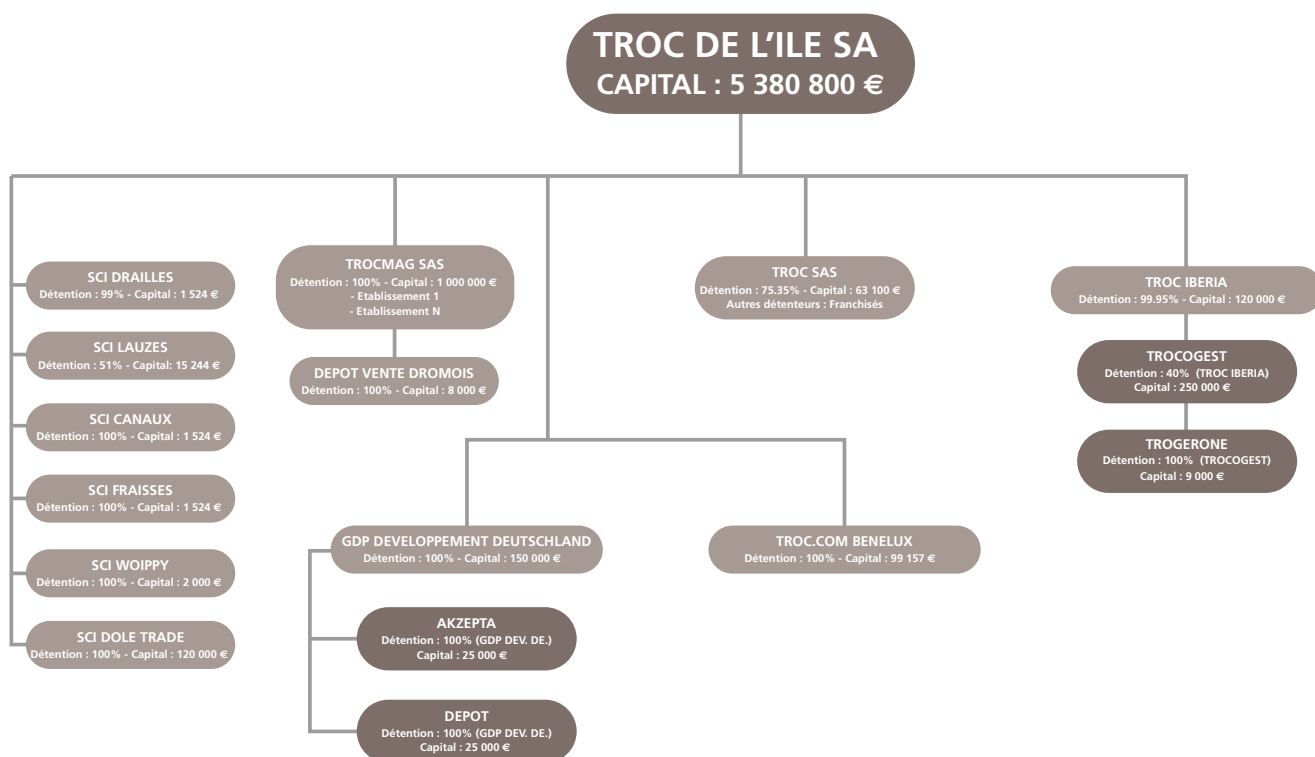 TROC DE L'ILE SA
CAPITAL : 5 380 800 €
SCI DRAILLES
Détention : 99% - Capital : 1 524 €
SCI LAUZES
Détention : 51% - Capital: 15 244 €
SCI CANAUX
Détention : 100% - Capital : 1 524 €
SCI FRAISSES
Détention : 100% - Capital : 1 524 €
SCI WOIPPY
Détention : 100% - Capital : 2 000 €
SCI DOLE TRADE
Détention : 100% - Capital : 120 000 €
TROCMAG SAS
Détention : 100% - Capital : 1 000 000 €
- Etablissement 1
- Etablissement N
DEPOT VENTE DROMOIS
Détention : 100% - Capital : 8 000 €
GDP DEVELOPPEMENT DEUTSCHLAND
Détention : 100% - Capital : 150 000 €
AKZEPTA
Détention : 100% (GDP DEV. DE.)
Capital : 25 000 €
DEPOT
Détention : 100% (GDP DEV. DE.)
Capital : 25 000 €
TROC.COM BENELUX
Détention : 100% - Capital : 99 157 €
TROC SAS
Détention : 75.35% - Capital : 63 100 €
Autres détenteurs : Franchisés
TROC IBERIA
Détention : 99.95% - Capital : 120 000 €
TROCOGEST
Détention : 40% (TROC IBERIA)
Capital : 250 000 €
TROGERONE
Détention : 100% (TROCOGEST)
Capital : 9 000 €